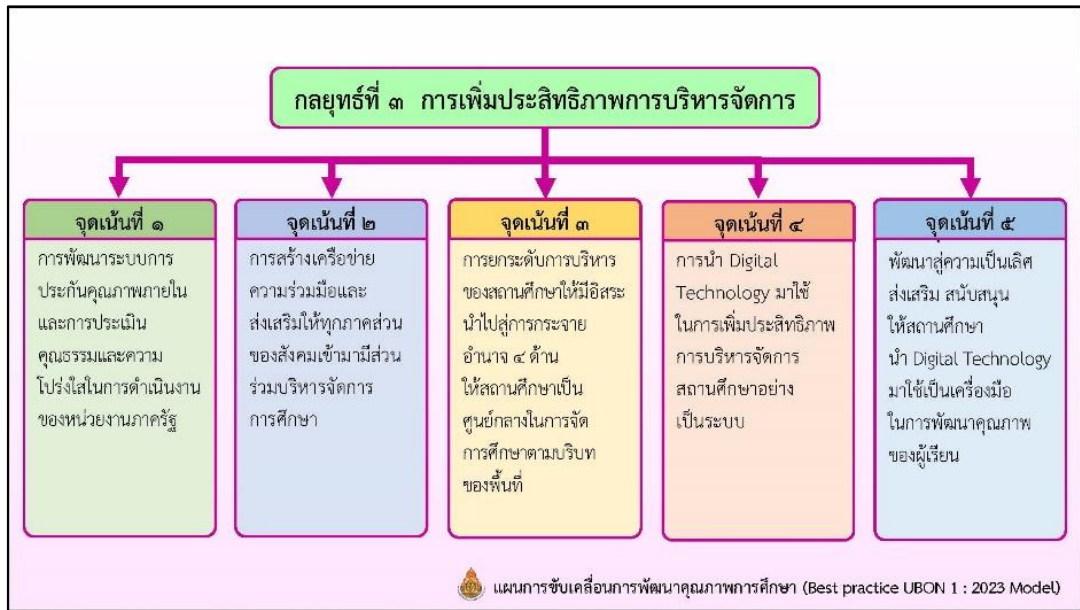 กลยุทธ์ที่ ๓ การเพิ่มประสิทธิภาพการบริหารจัดการ
จุดเน้นที่ ๑
การพัฒนาระบบการ
ประกันคุณภาพภายใน
และการประเมิน
คุณธรรมและความ
โปร่งใสในการดำเนินงาน
ของหน่วยงานภาครัฐ
จุดเน้นที่ ๒
การสร้างเครือข่าย
ความร่วมมือและ
ส่งเสริมให้ทุกภาคส่วน
ของสังคมเข้ามามีส่วน
ร่วมบริหารจัดการ
การศึกษา
จุดเน้นที่ ๓
การยกระดับการบริหาร
ของสถานศึกษาให้มีอิสระ
นำไปสู่การกระจาย
อำนาจ ๔ ด้าน
ให้สถานศึกษาเป็น
ศูนย์กลางในการจัด
การศึกษาตามบริบท
ของพื้นที่
จุดเน้นที่ ๔
การนำ Digital
Technology มาใช้
ในการเพิ่มประสิทธิภาพ
การบริหารจัดการ
สถานศึกษาอย่าง
เป็นระบบ
จุดเน้นที่ ๕
พัฒนาสู่ความเป็นเลิศ
ส่งเสริม สนับสนุน
ให้สถานศึกษา
นำ Digital Technology
มาใช้เป็นเครื่องมือ
ในการพัฒนาคุณภาพ
ของผู้เรียน
แผนการขับเคลื่อนการพัฒนาคุณภาพการศึกษา (Best practice UBON 1 : 2023 Model)